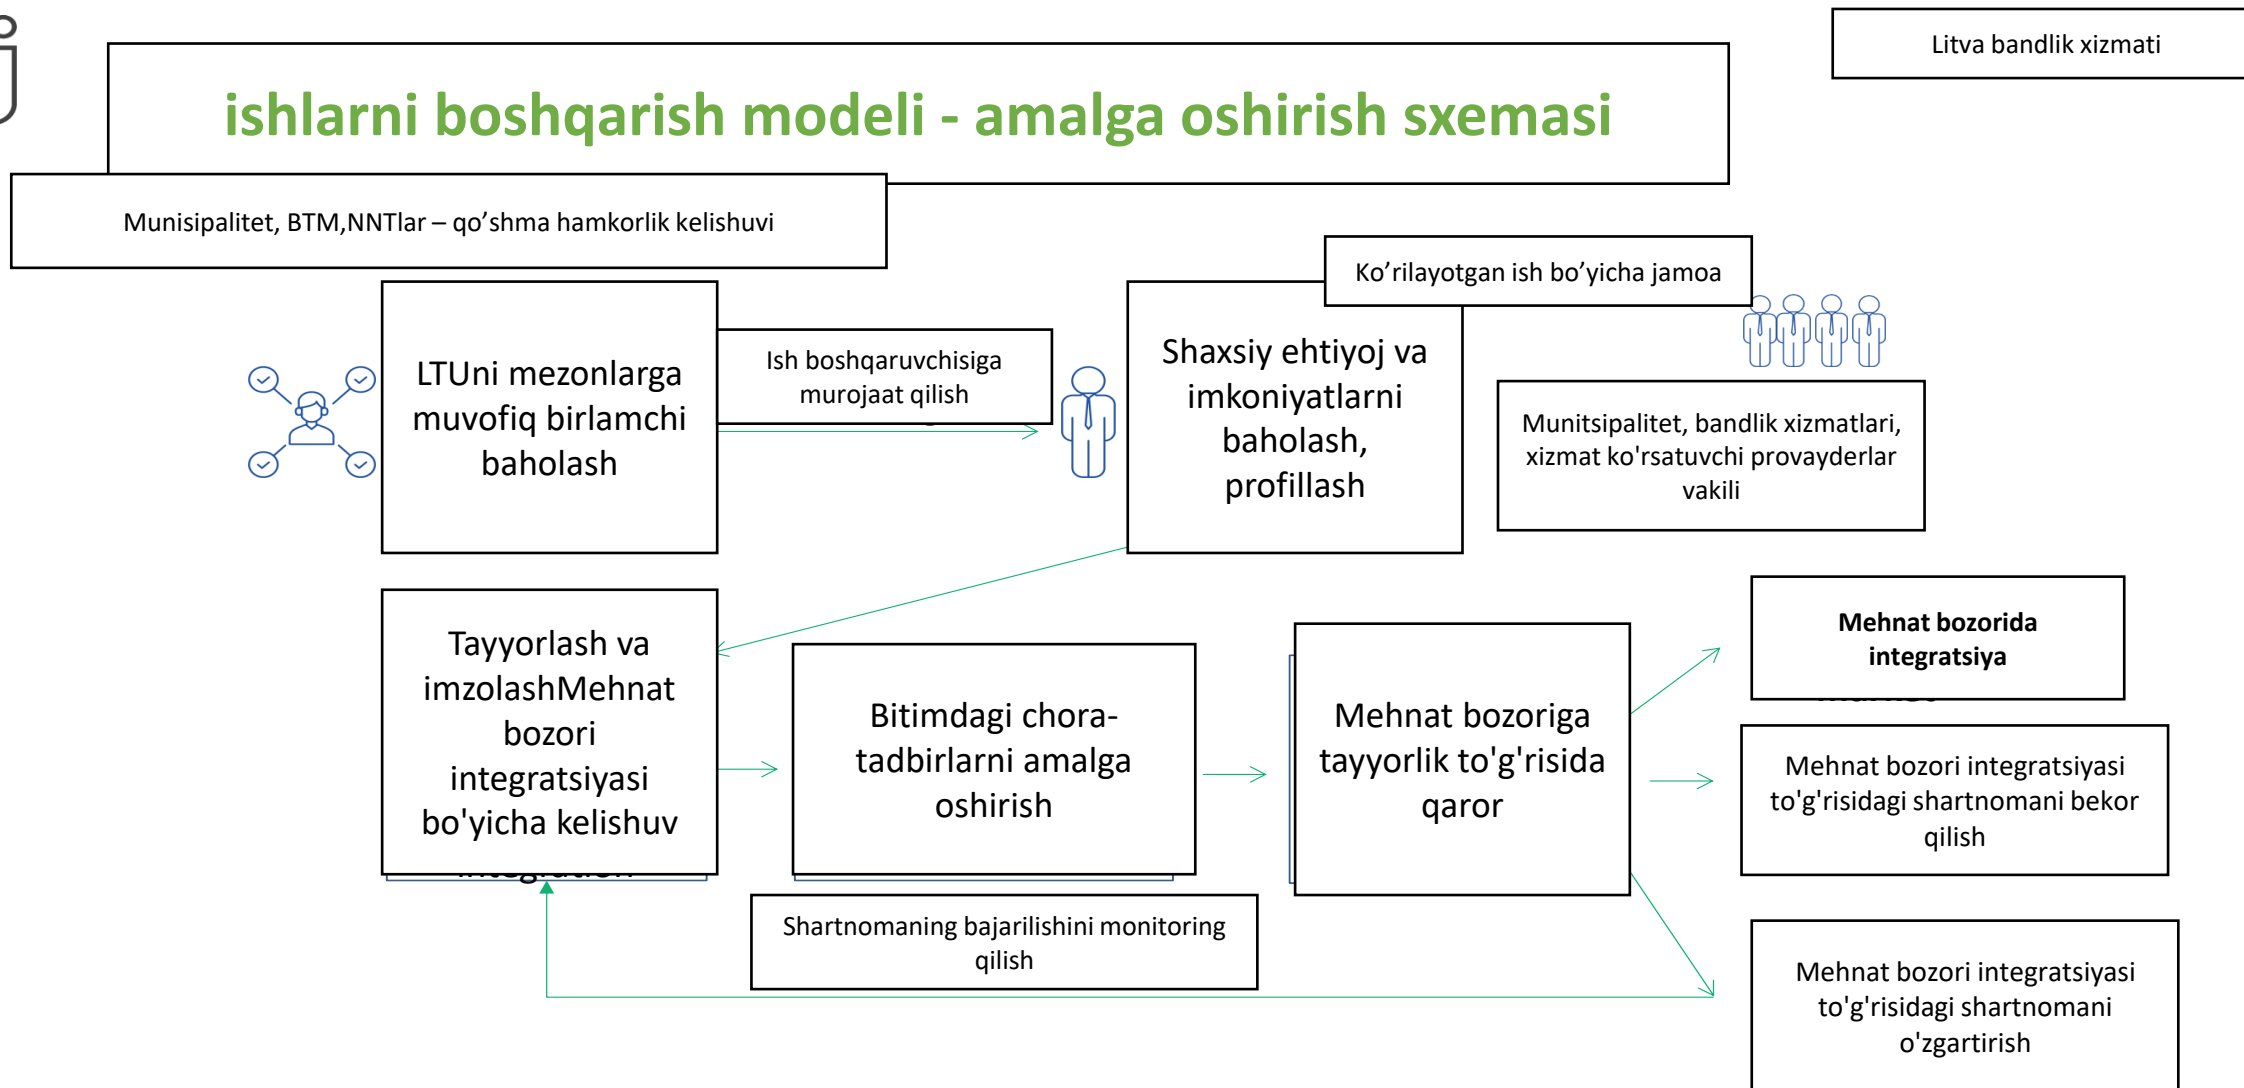 Litva bandlik xizmati
ishlarni boshqarish modeli - amalga oshirish sxemasi
Munisipalitet, BTM,NNTlar – qo’shma hamkorlik kelishuvi
Ko’rilayotgan ish bo’yicha jamoa
LTUni mezonlarga
muvofiq birlamchi
baholash
Ish boshqaruvchisiga
murojaat qilish
Shaxsiy ehtiyoj va
imkoniyatlarni
baholash,
profillash
Munitsipalitet, bandlik xizmatlari,
xizmat ko'rsatuvchi provayderlar
vakili
Tayyorlash va
imzolashMehnat
bozori
integratsiyasi
bo'yicha kelishuv
Bitimdagi chora-
tadbirlarni amalga
oshirish
Mehnat bozoriga
tayyorlik to'g'risida
qaror
Mehnat bozorida
integratsiya
Mehnat bozori integratsiyasi
to'g'risidagi shartnomani bekor
qilish
Shartnomaning bajarilishini monitoring
qilish
Mehnat bozori integratsiyasi
to'g'risidagi shartnomani
o'zgartirish